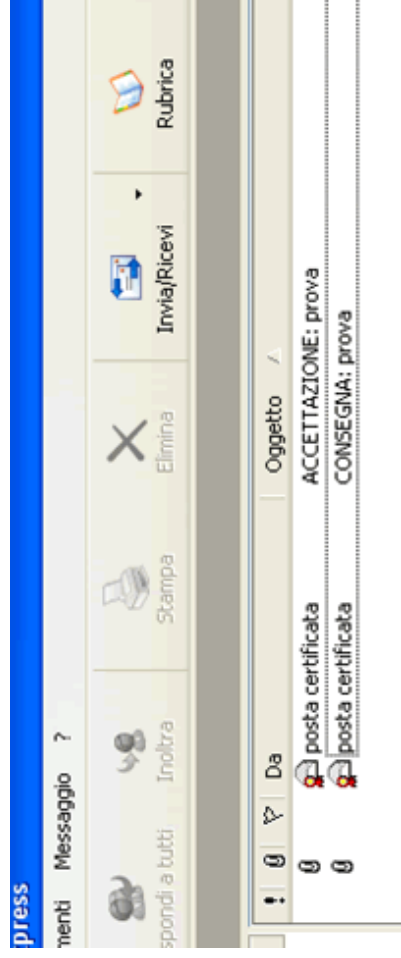 press
menti Messaggio ?
spondi a tutti Inoltra Stampa Elimina Invia/Ricevi Rubrica
! Da Oggetto
posta certificata ACCETTAZIONE: prova
posta certificata CONSEGNA: prova